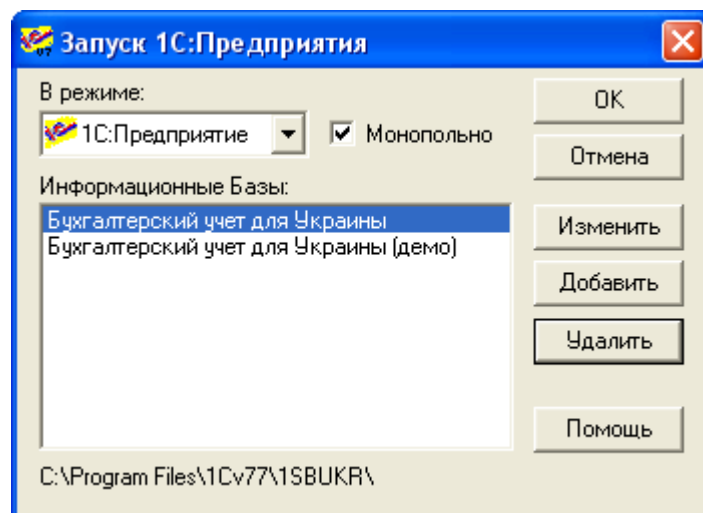 Запуск 1С:Предприятия
В режиме:
1С:Предприятие
Монопольно
Информационные Базы:
Бухгалтерский учет для Украины
Бухгалтерский учет для Украины (демо)
OK
Отмена
Изменить
Добавить
Удалить
Помощь
C:\Program Files\1Cv77\1SBUKR\